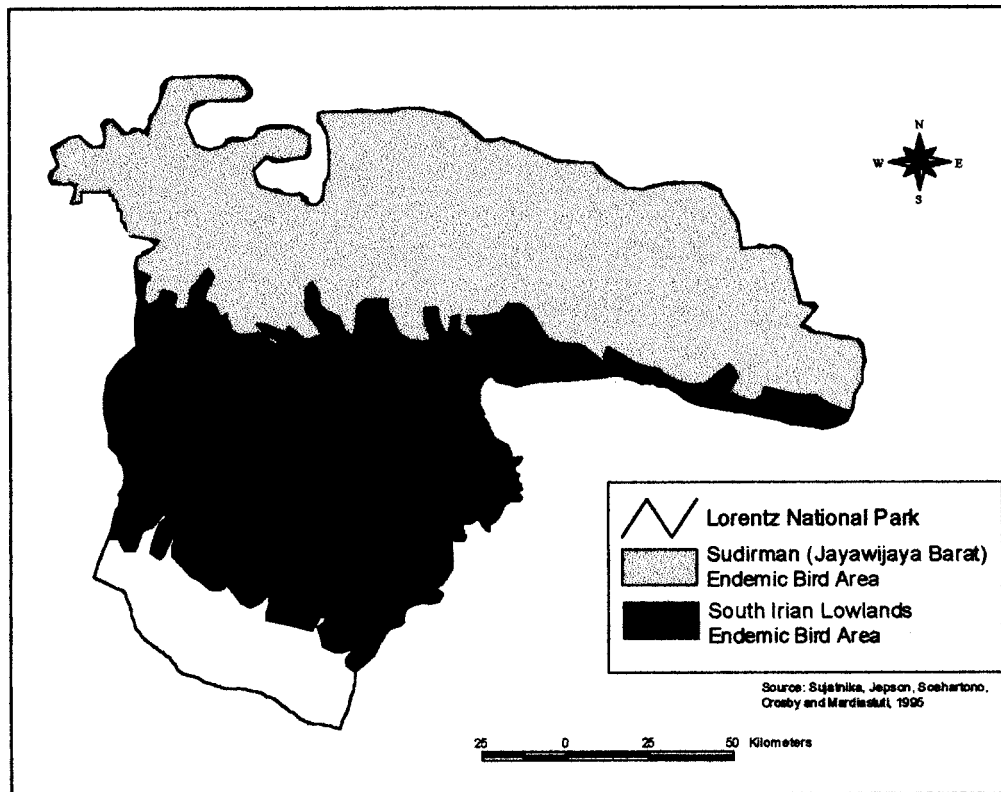 N
W E
S
Lorentz National Park
Sudirman (Jayawijaya Barat)
Endemic Bird Area
South Irian Lowlands
Endemic Bird Area
Source: Sujatnika, Jepson, Soehartono,
Crosby and Mardiastuti, 1995
25 0 25 50 Kilometers